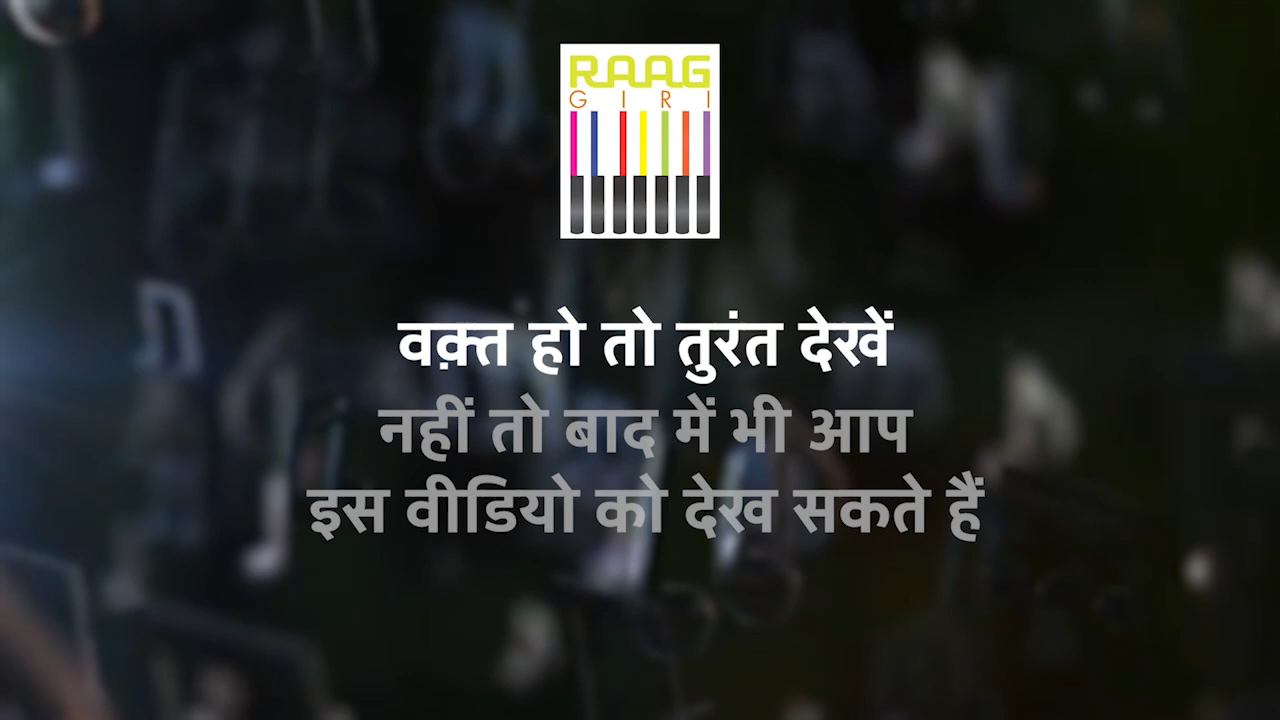 RAAG
GIRI
वक़्त हो तो तुरंत देखें
नहीं तो बाद में भी आप
इस वीडियो को देख सकते हैं